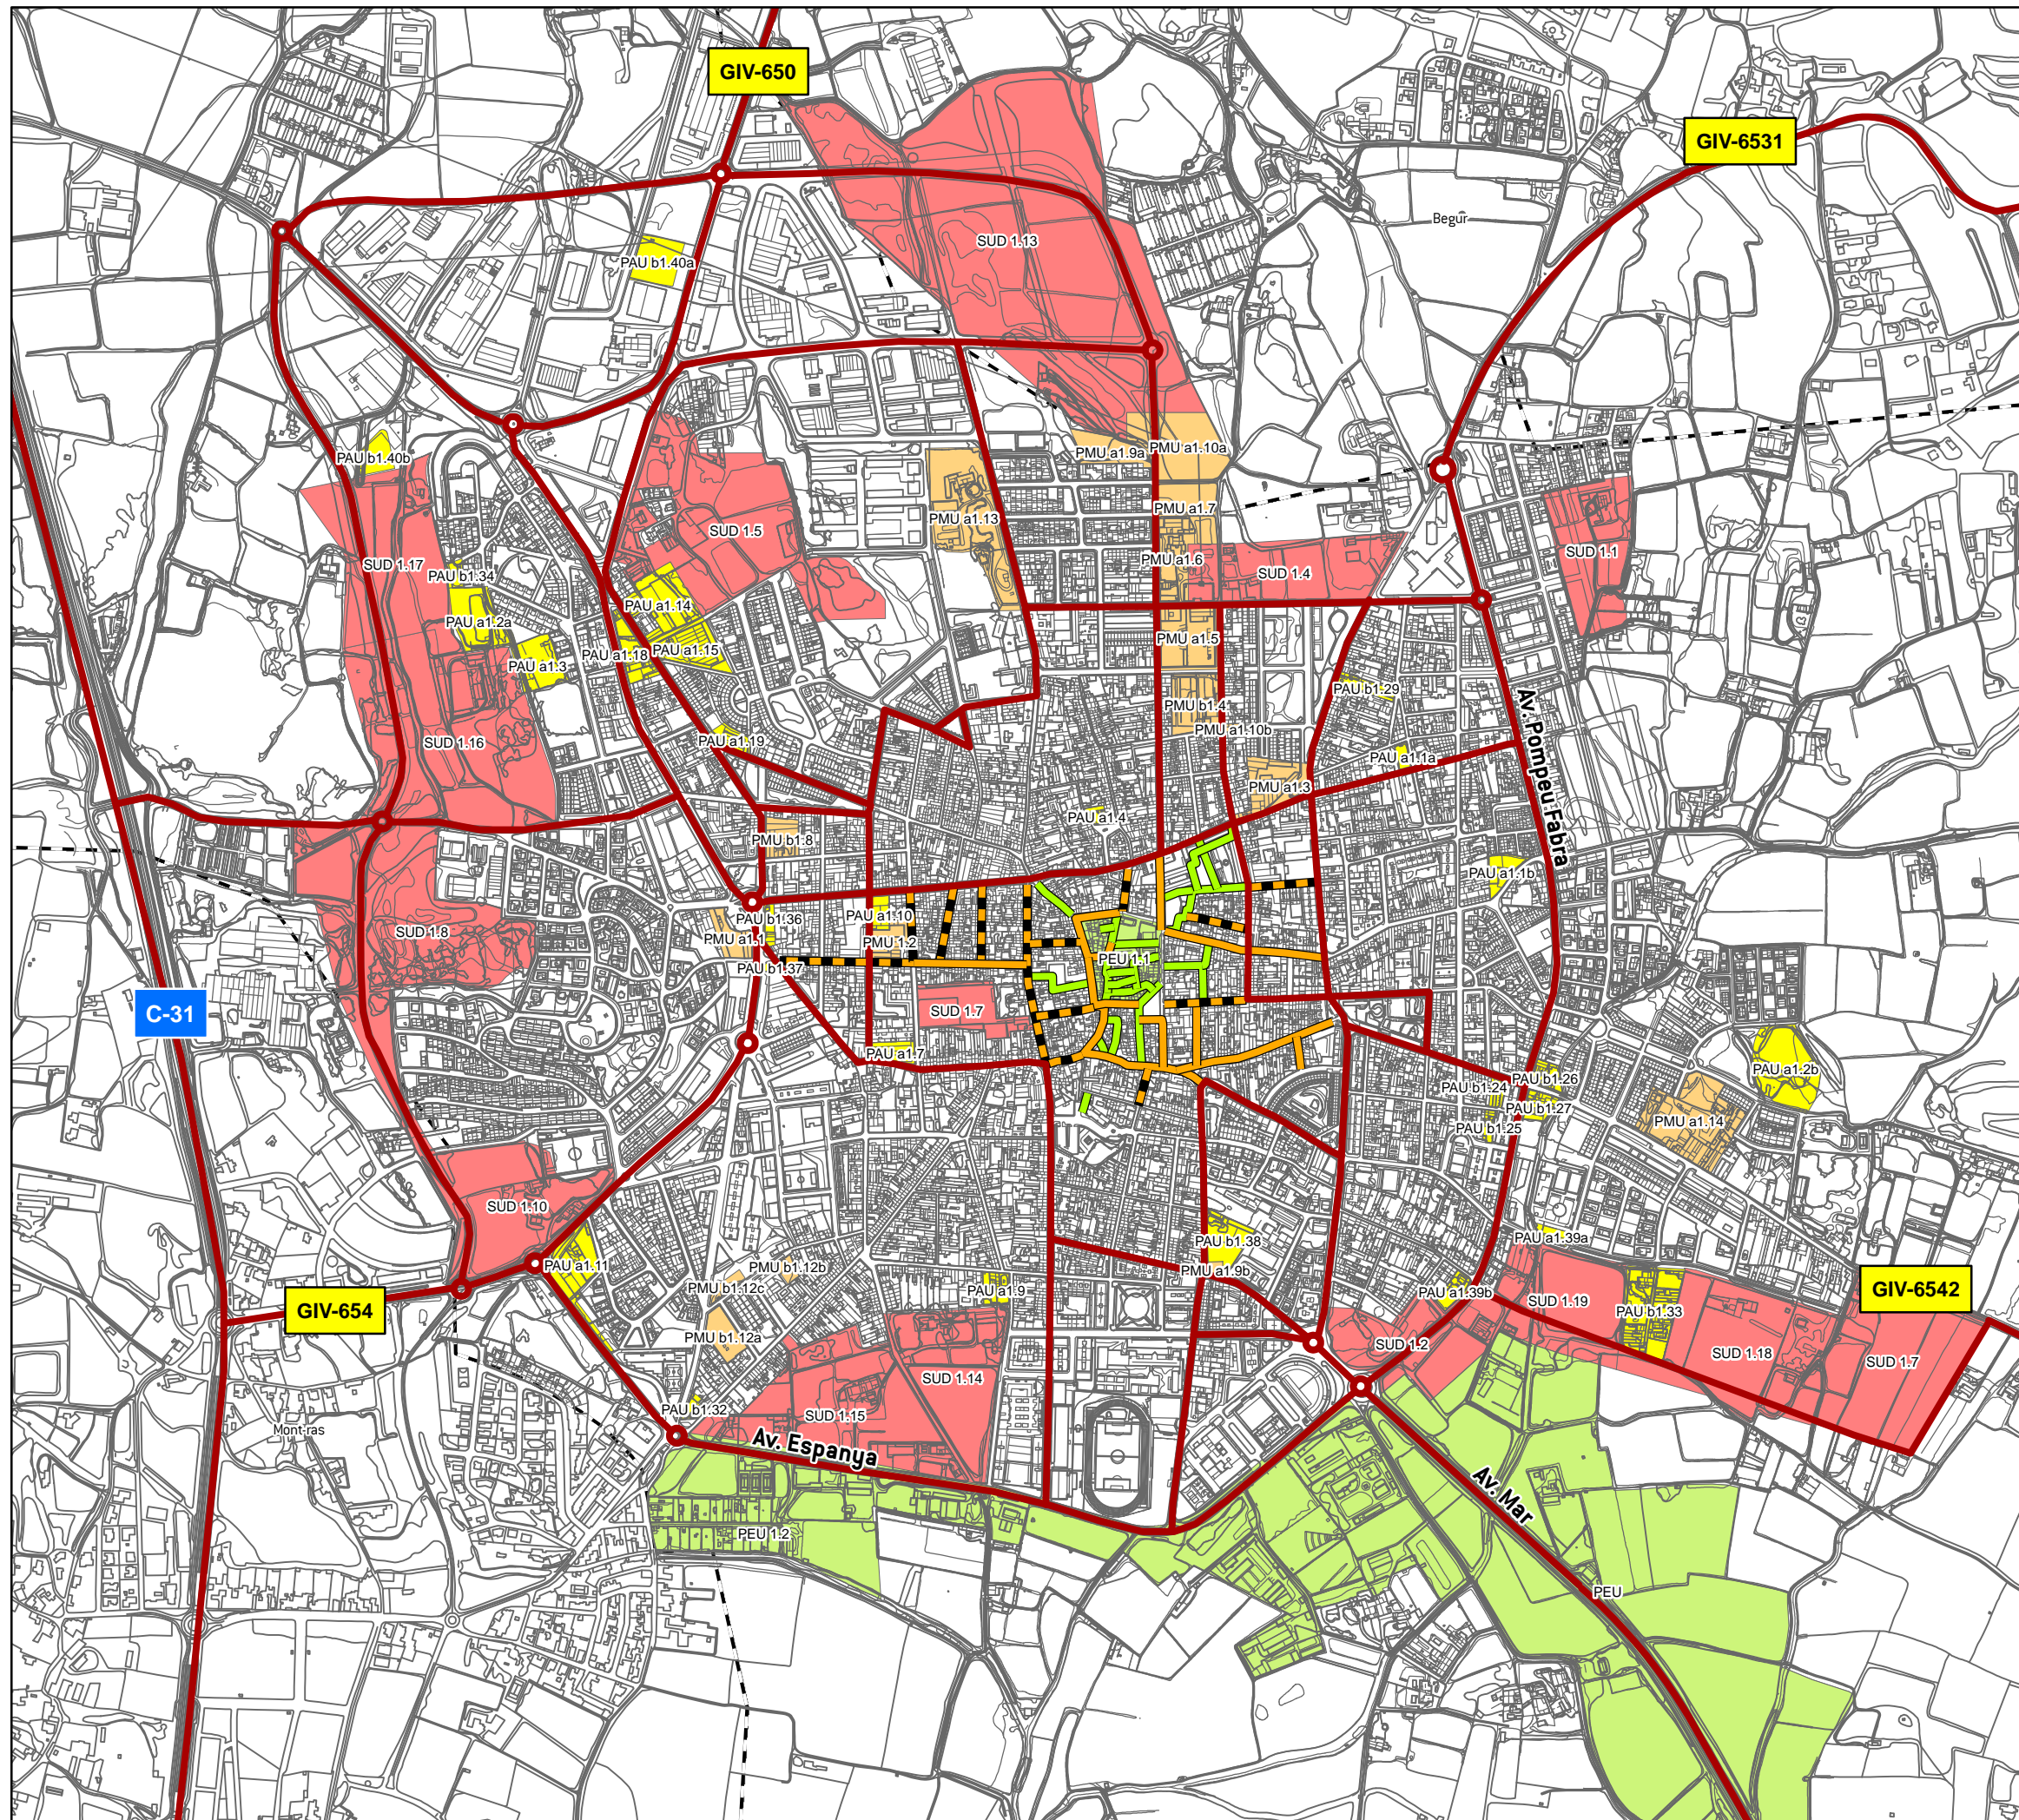 GIV-650
GIV-6531
Begur
SUD 1.13
PAU b1.40a
PAU b1.40b
PMU a1.9a
PMU a1.10a
PMU a1.13
PMU a1.7
SUD 1.5
SUD 1.1
SUD 1.17
PMU a1.6
SUD 1.4
PAU b1.34
PAU a1.14
PAU a1.2a
PMU a1.5
PAU a1.18
PAU a1.15
PAU a1.3
PAU b1.29
Av. Pompeu Fabra
PMU b1.4
PMU a1.10b
SUD 1.16
PAU a1.19
PAU a1.1a
PMU a1.3
PAU a1.4
PMU b1.8
PAU a1.1b
PAU b1.36
PAU a1.10
PMU a1.1
PMU 1.2
SUD 1.8
PEU 1.1
PAU b1.37
C-31
SUD 1.7
PAU a1.7
PAU a1.2b
PAU b1.26
PAU b1.24
PAU b1.27
PAU b1.25
PMU a1.14
SUD 1.10
PAU b1.38
PAU a1.39a
PAU a1.11
PMU b1.12b
PMU a1.9b
PMU b1.12c
PAU a1.9
PAU a1.39b
GIV-6542
GIV-654
SUD 1.19
PAU b1.33
PMU b1.12a
SUD 1.2
SUD 1.18
SUD 1.7
SUD 1.14
PAU b1.32
SUD 1.15
Mont-ras
Av. Espanya
Av. Mar
PEU 1.2
PEU